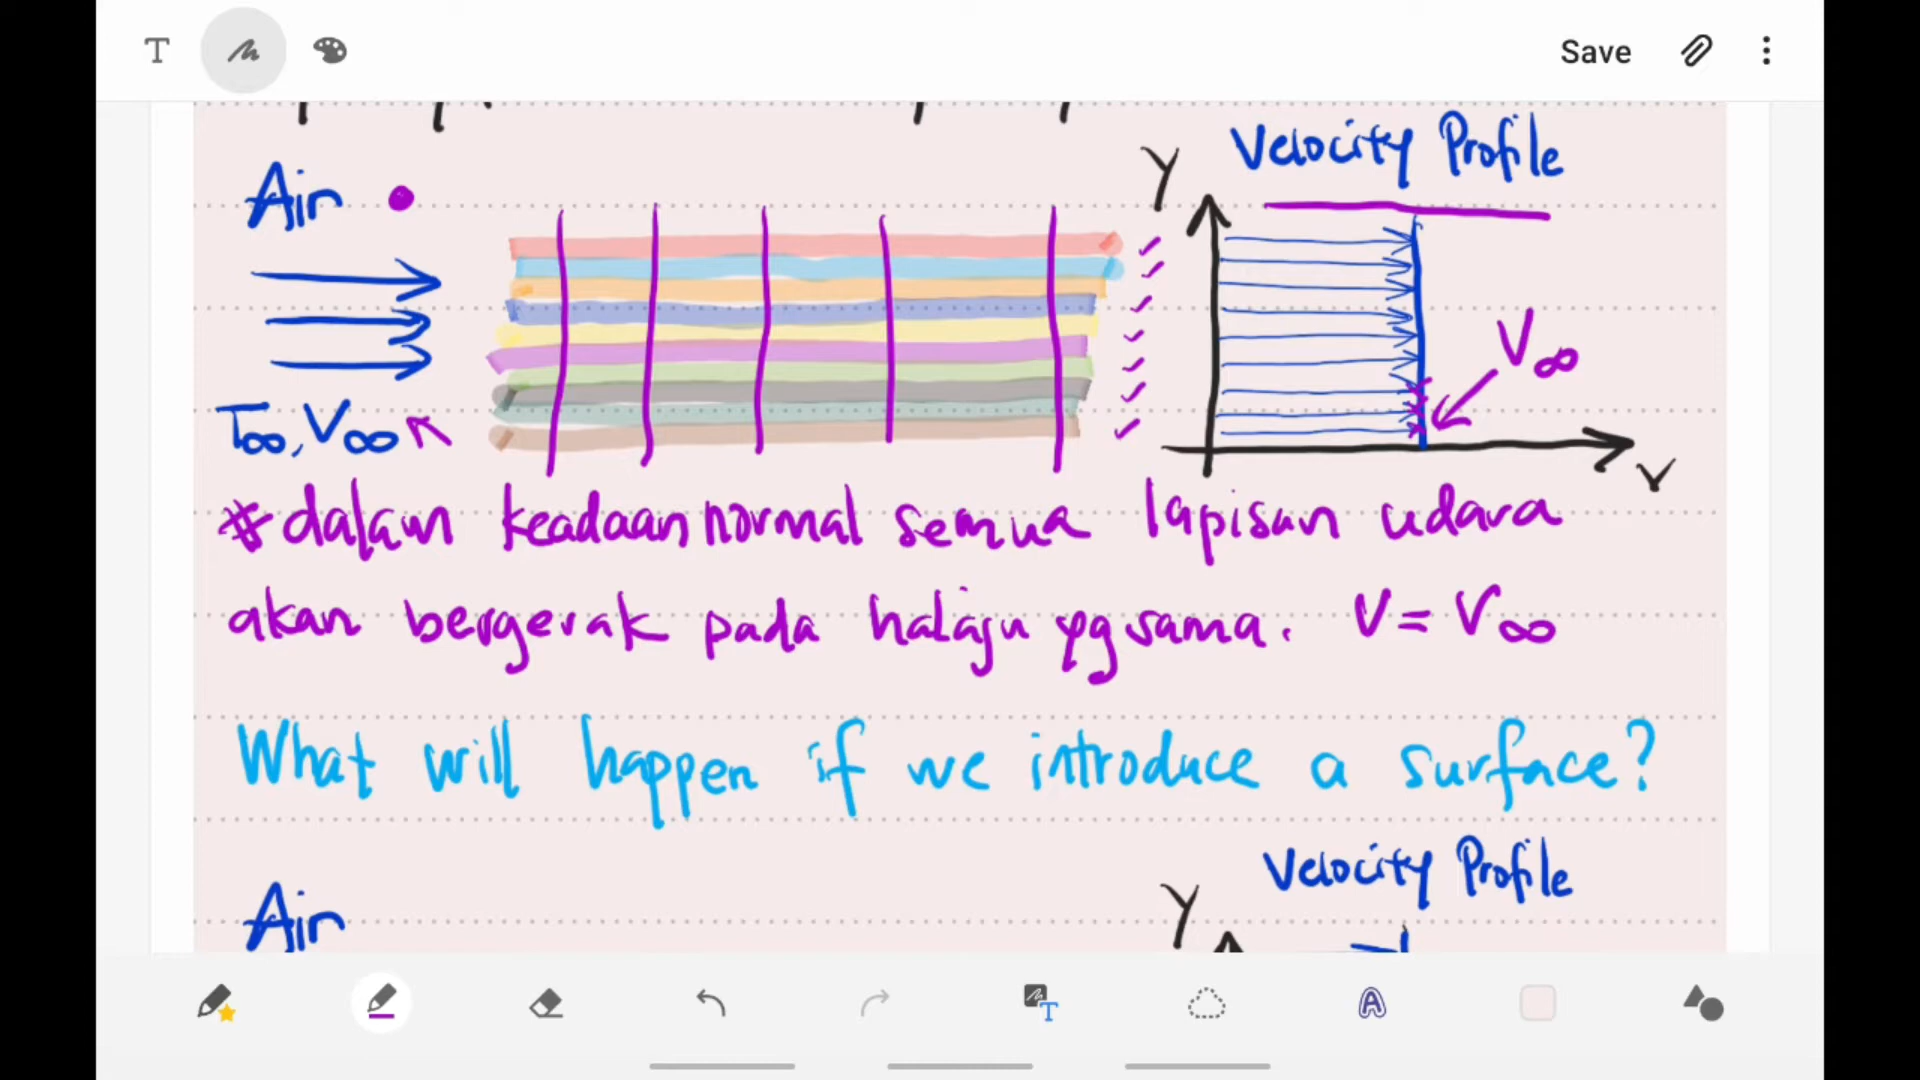 Save
Velocity Profile
Y
Air
V∞
T∞, V∞
V
* dalam keadaan normal semua lapisan udara
akan bergerak pada halaju yg sama. V = V∞
What will happen if we introduce a surface?
Velocity Profile
Y
Air